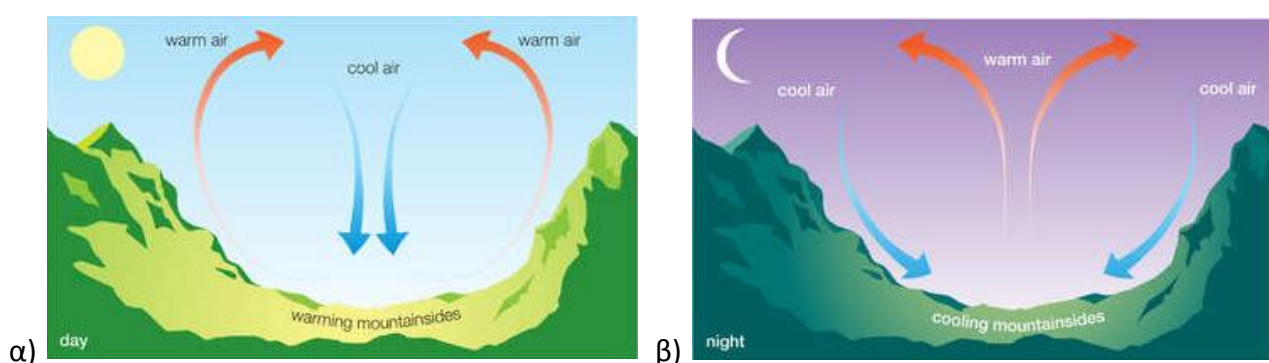 warm air
warm air
cool air
warming mountainsides
day
α)
warm air
cool air
cool air
cooling mountainsides
night
β)